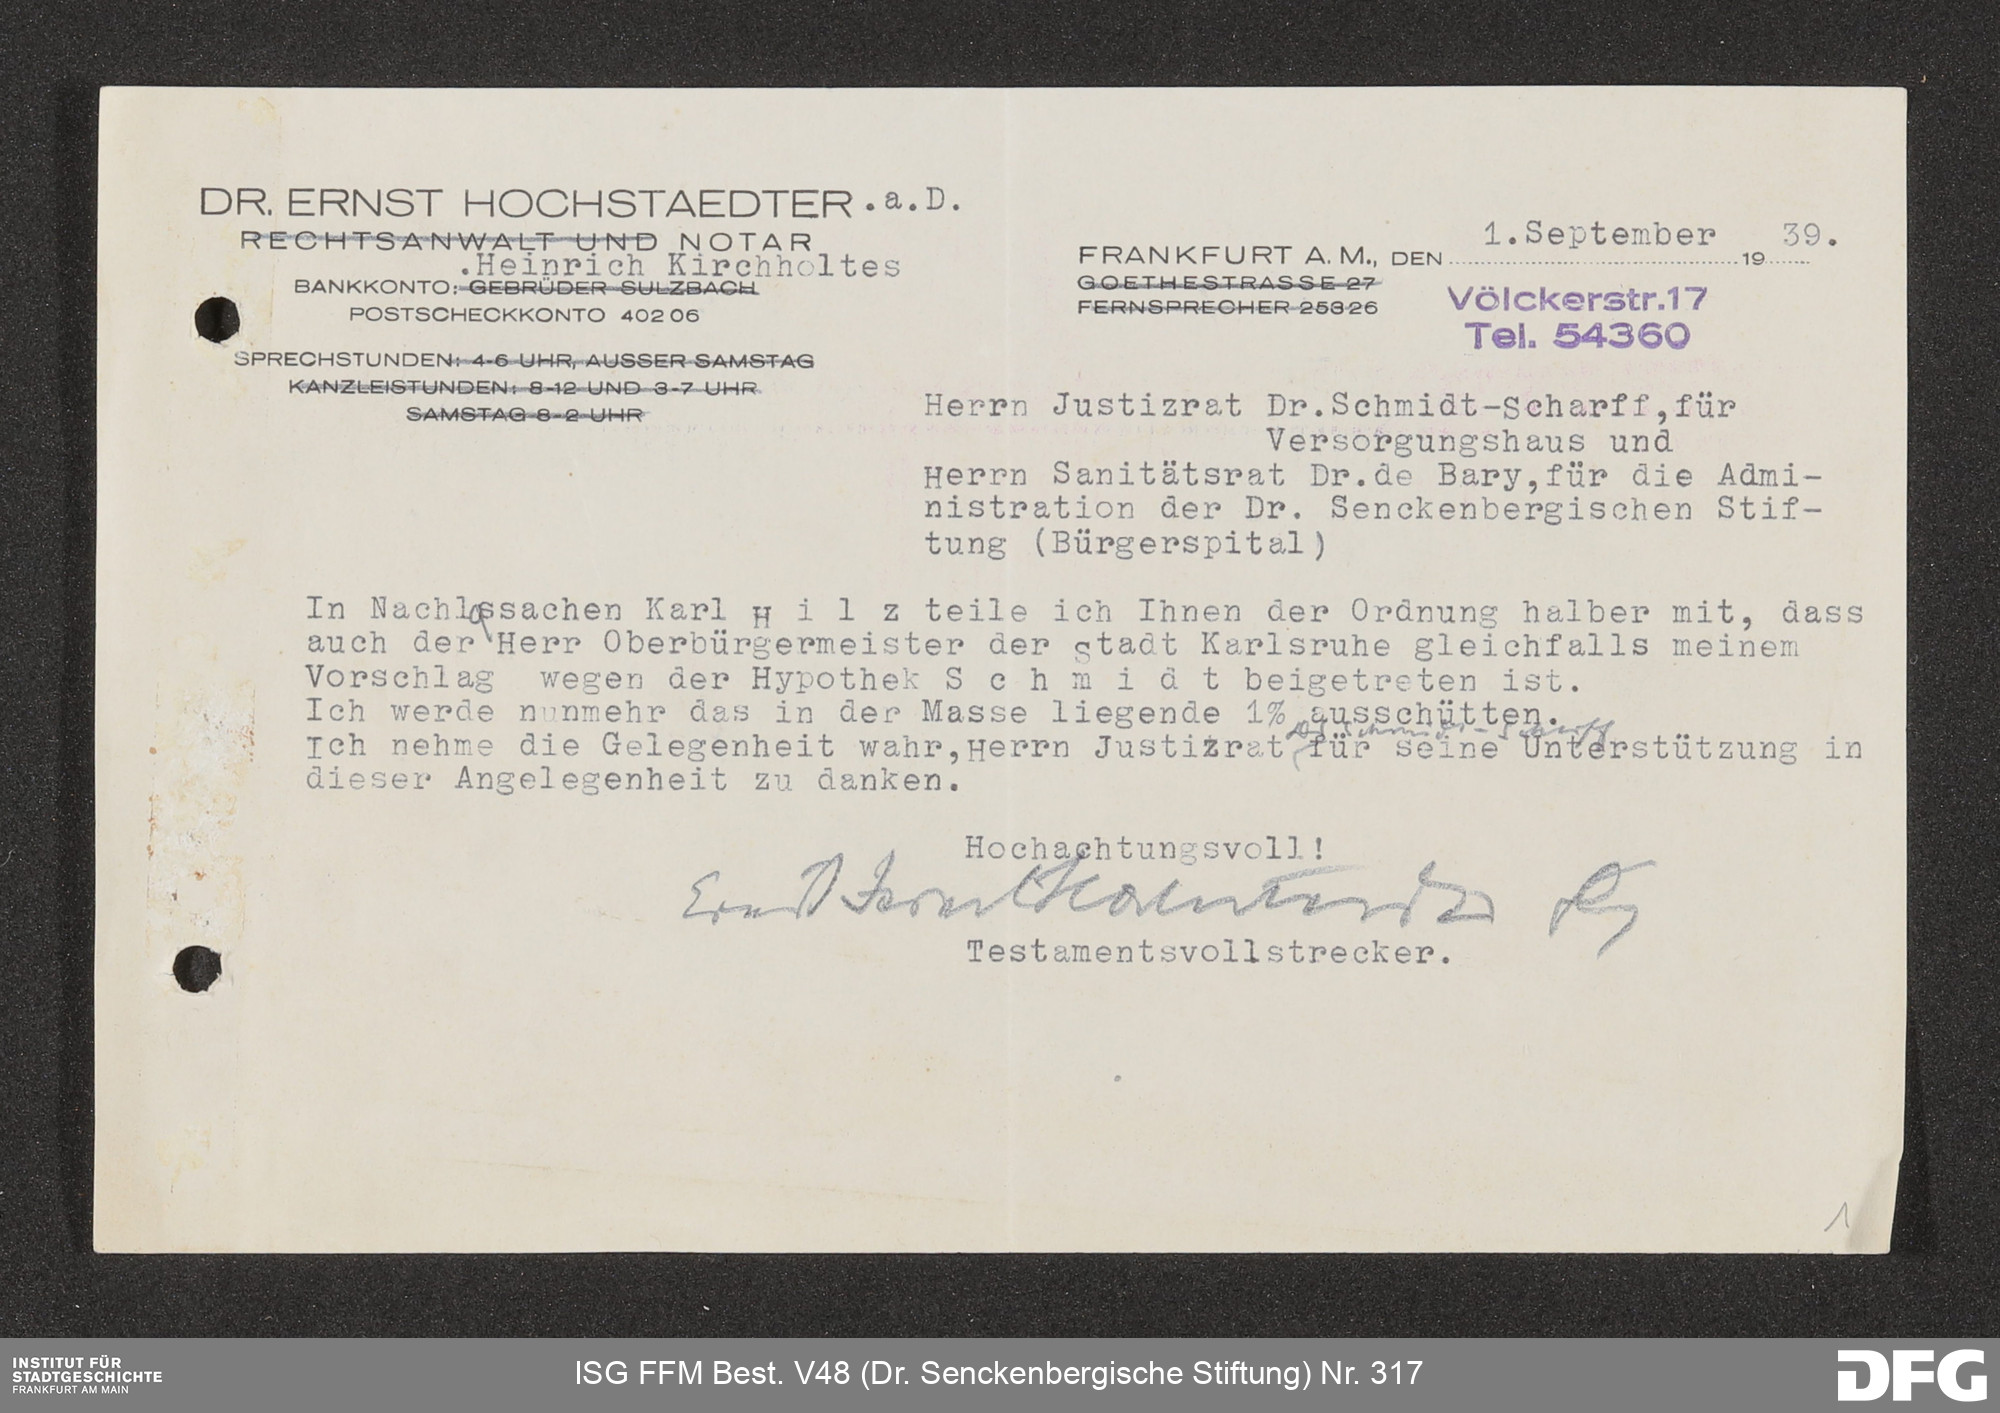 DR. ERNST HOCHSTAEDTER.a.D.
RECHTSANWALT UND NOTAR
.Heinrich Kirchholtes
BANKKONTO: GEBRÜDER SULZBACH
POSTSCHECKKONTO 402 06
SPRECHSTUNDEN: 4-6 UHR, AUSSER SAMSTAG
KANZLEISTUNDEN: 8-12 UND 3-7 UHR
SAMSTAG 8-2 UHR
FRANKFURT A. M., DEN 1.September 1939.
GOETHESTRASSE 27
FERNSPRECHER 25326
Völckerstr.17
Tel. 54360
Herrn Justizrat Dr.Schmidt-Scharff,für
Versorgungshaus und
Herrn Sanitätsrat Dr.de Bary,für die Admi-
nistration der Dr. Senckenbergischen Stif-
tung (Bürgerspital)
In Nachlassachen Karl H i l z teile ich Ihnen der Ordnung halber mit, dass
auch der Herr Oberbürgermeister der Stadt Karlsruhe gleichfalls meinem
Vorschlag wegen der Hypothek S c h m i d t beigetreten ist.
Ich werde nunmehr das in der Masse liegende 1% ausschütten.
Dr Schmidt-Scharff
Ich nehme die Gelegenheit wahr,Herrn Justizrat für seine Unterstützung in
dieser Angelegenheit zu danken.
Hochachtungsvoll!
Testamentsvollstrecker.
1
INSTITUT FÜR
STADTGESCHICHTE
FRANKFURT AM MAIN
ISG FFM Best. V48 (Dr. Senckenbergische Stiftung) Nr. 317
DFG